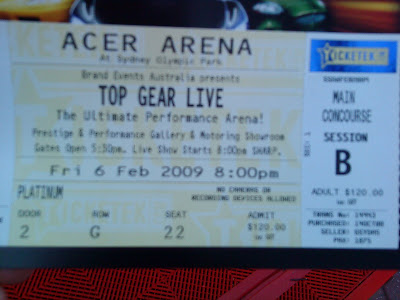 ACER ARENA
At Sydney Olympic Park
Brand Events Australia presents
TOP GEAR LIVE
The Ultimate Performance Arena!
Prestige & Performance Gallery & Motoring Showroom
Gates Open 5:30pm. Live Show Starts 8:00pm SHARP.
Fri 6 Feb 2009 8:00pm
PLATINUM
NO CAMERAS OR
RECORDING DEVICES ALLOWED
DOOR ROW SEAT ADMIT
2 G 22 $120.00
TICKETEK
MAIN
CONCOURSE
SESSION
B
ADULT $120.00